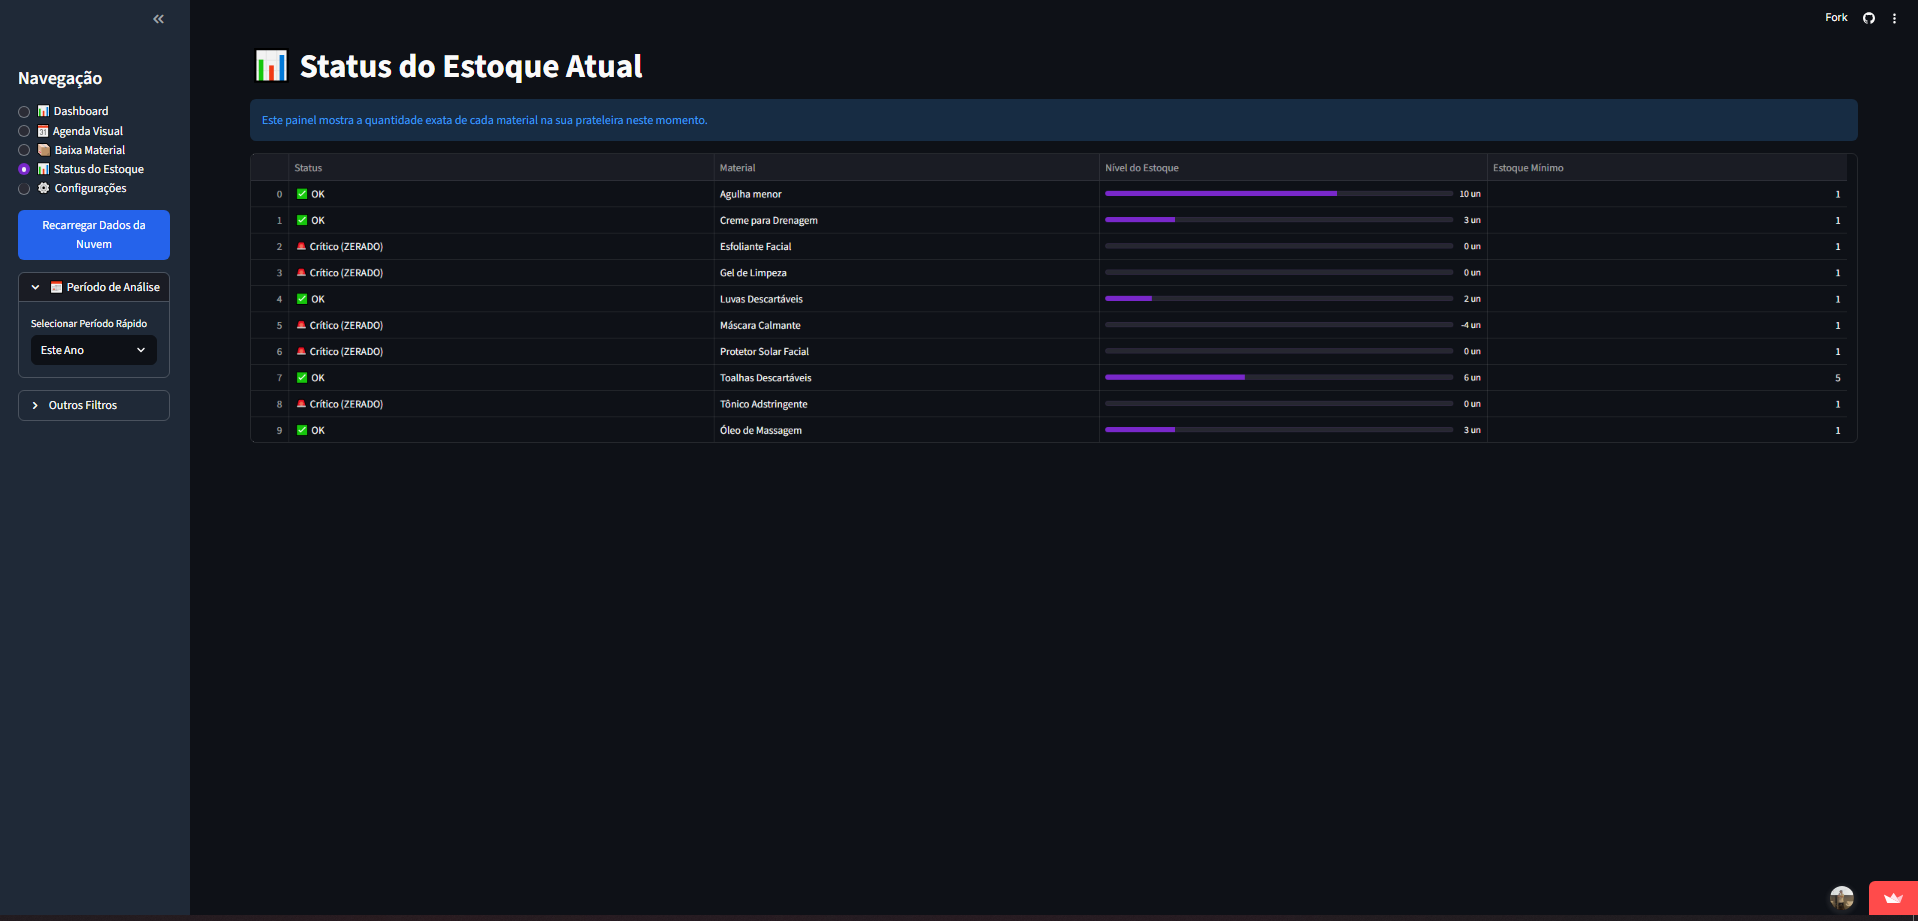 Fork
Navegação
Dashboard
Agenda Visual
Baixa Material
Status do Estoque
Configurações
Recarregar Dados da
Nuvem
Período de Análise
Selecionar Período Rápido
Este Ano
Outros Filtros
Status do Estoque Atual
Este painel mostra a quantidade exata de cada material na sua prateleira neste momento.
Status Material Nível do Estoque Estoque Mínimo
0 OK Agulha menor 10 un 1
1 OK Creme para Drenagem 3 un 1
2 Crítico (ZERADO) Esfoliante Facial 0 un 1
3 Crítico (ZERADO) Gel de Limpeza 0 un 1
4 OK Luvas Descartáveis 2 un 1
5 Crítico (ZERADO) Máscara Calmante -4 un 1
6 Crítico (ZERADO) Protetor Solar Facial 0 un 1
7 OK Toalhas Descartáveis 6 un 5
8 Crítico (ZERADO) Tônico Adstringente 0 un 1
9 OK Óleo de Massagem 3 un 1